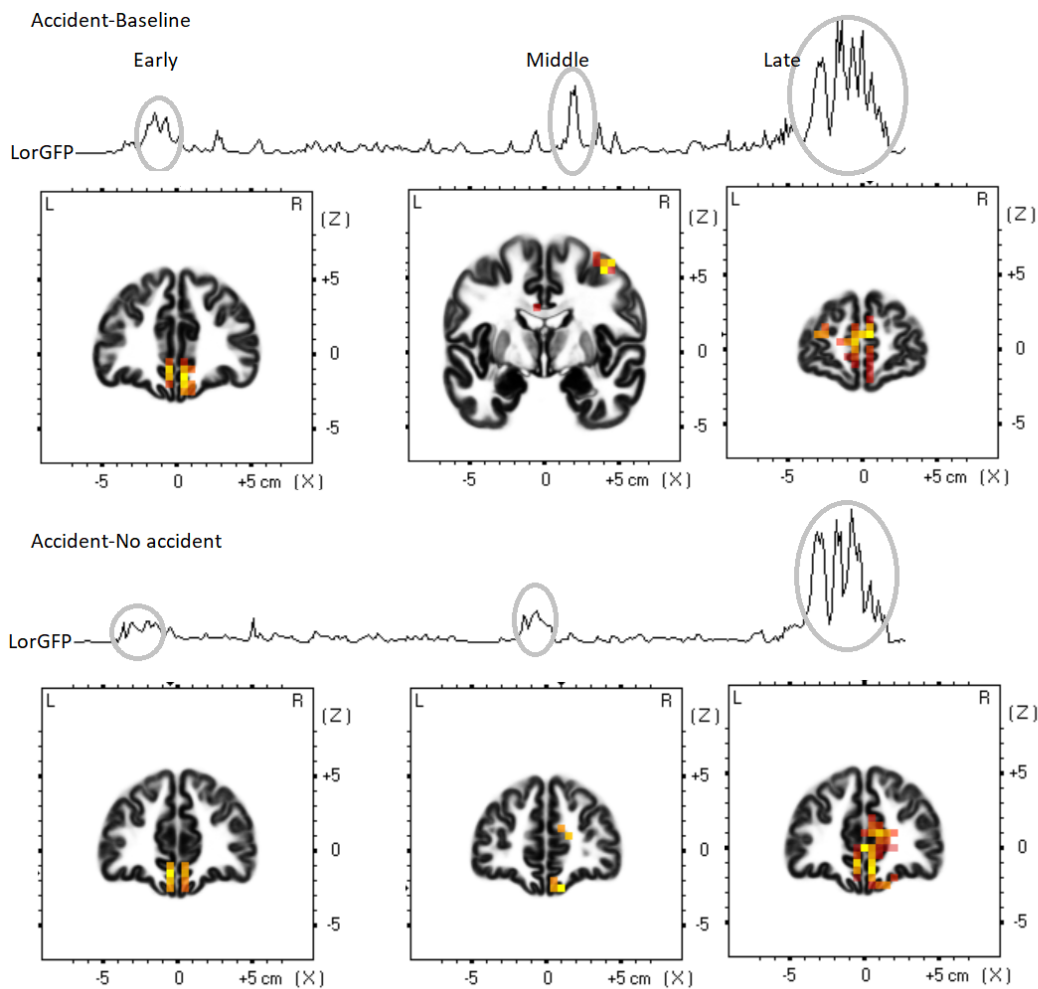 Accident-Baseline
Early Middle Late
LorGFP
L R (Z) L R (Z) L R (Z)
+5 +5 +5
0 0 0
-5 -5 -5
-5 0 +5 cm (X) -5 0 +5 cm (X) -5 0 +5 cm (X)
Accident-No accident
LorGFP
L R (Z) L R (Z) L R (Z)
+5 +5 +5
0 0 0
-5 -5 -5
-5 0 +5 cm (X) -5 0 +5 cm (X) -5 0 +5 cm (X)